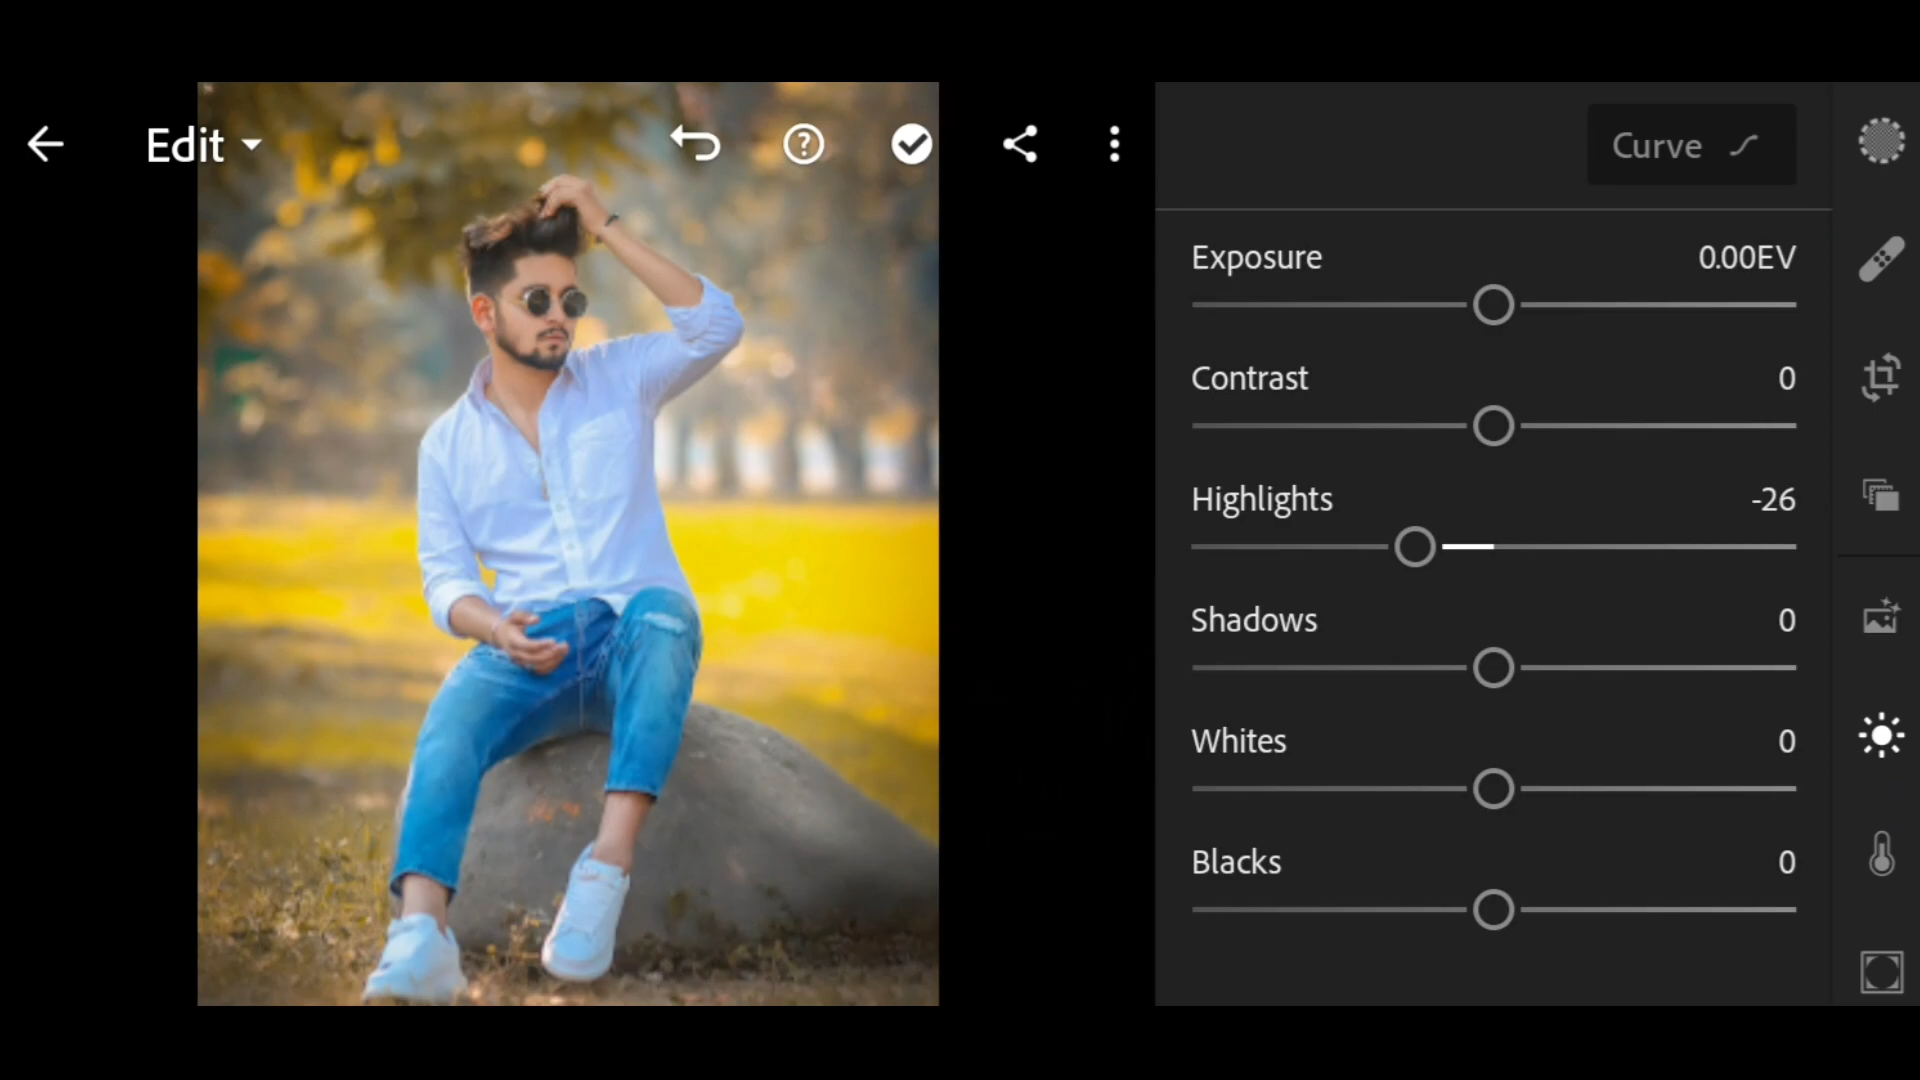 Edit
Curve
Exposure 0.00EV
Contrast 0
Highlights -26
Shadows 0
Whites 0
Blacks 0